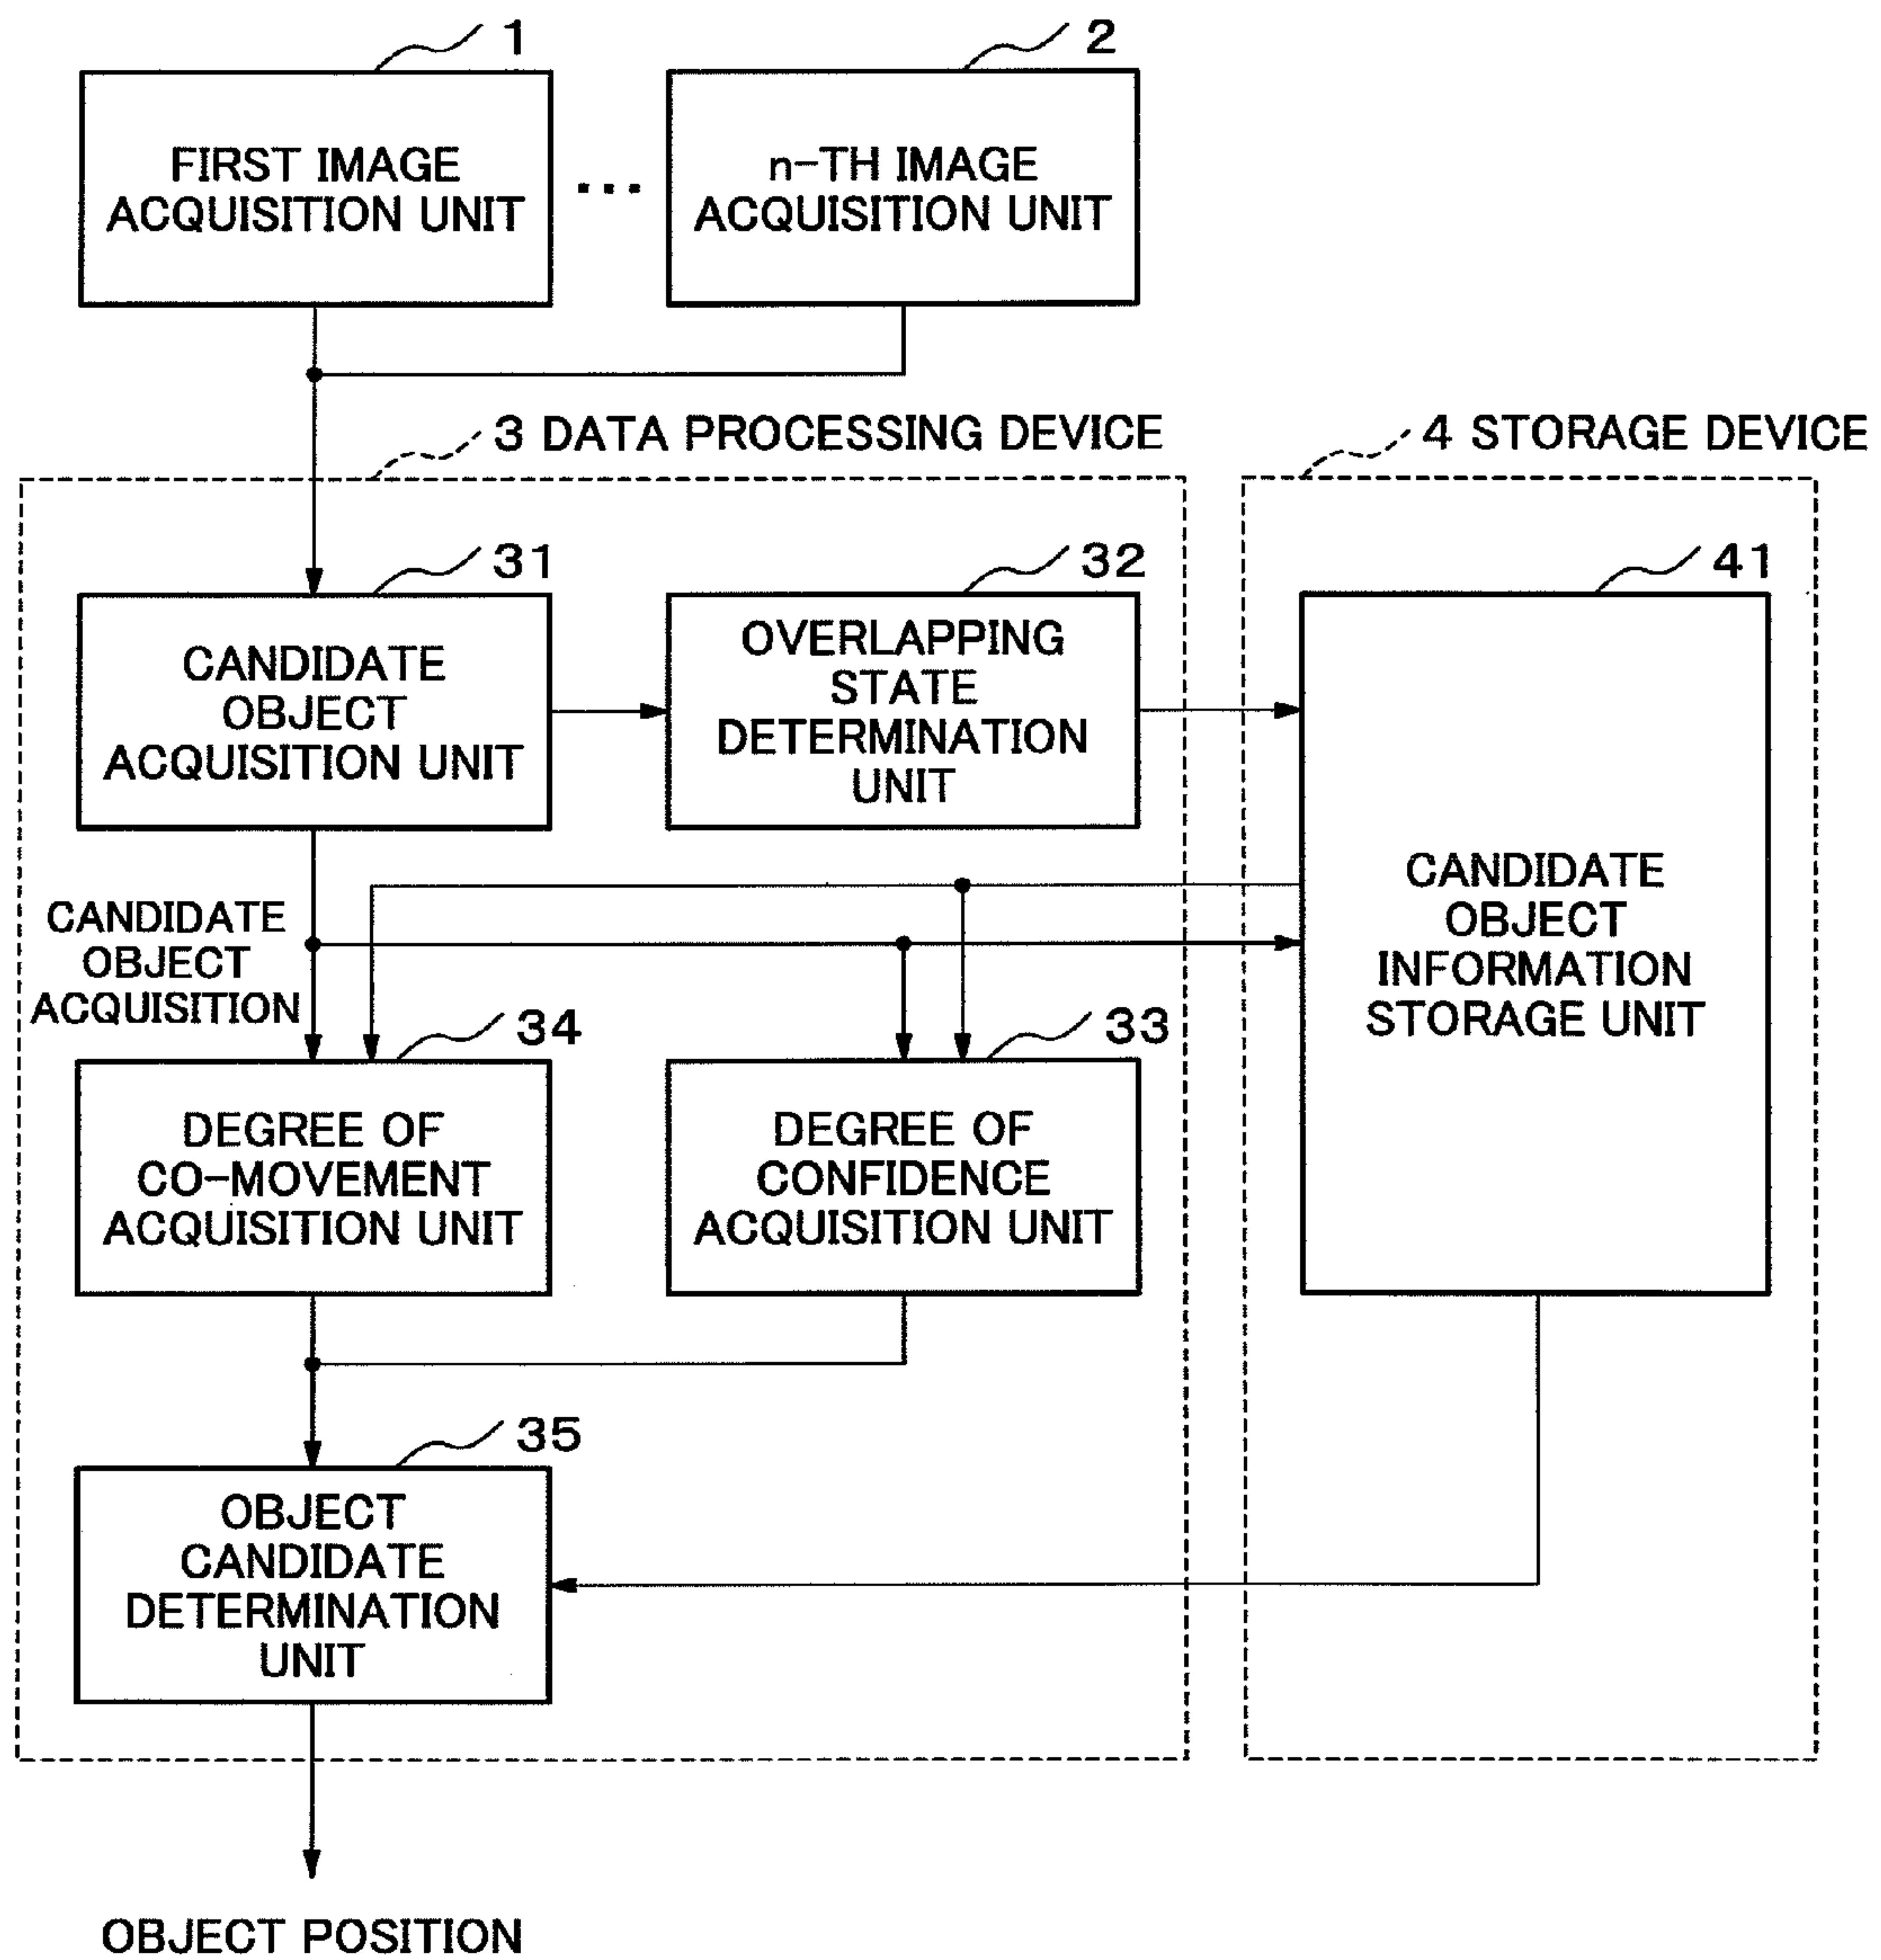 1
2
FIRST IMAGE
ACQUISITION UNIT
...
n-TH IMAGE
ACQUISITION UNIT
3 DATA PROCESSING DEVICE
4 STORAGE DEVICE
31
32
41
CANDIDATE
OBJECT
ACQUISITION UNIT
OVERLAPPING
STATE
DETERMINATION
UNIT
CANDIDATE
OBJECT
INFORMATION
STORAGE UNIT
CANDIDATE
OBJECT
ACQUISITION
34
33
DEGREE OF
CO-MOVEMENT
ACQUISITION UNIT
DEGREE OF
CONFIDENCE
ACQUISITION UNIT
35
OBJECT
CANDIDATE
DETERMINATION
UNIT
OBJECT POSITION